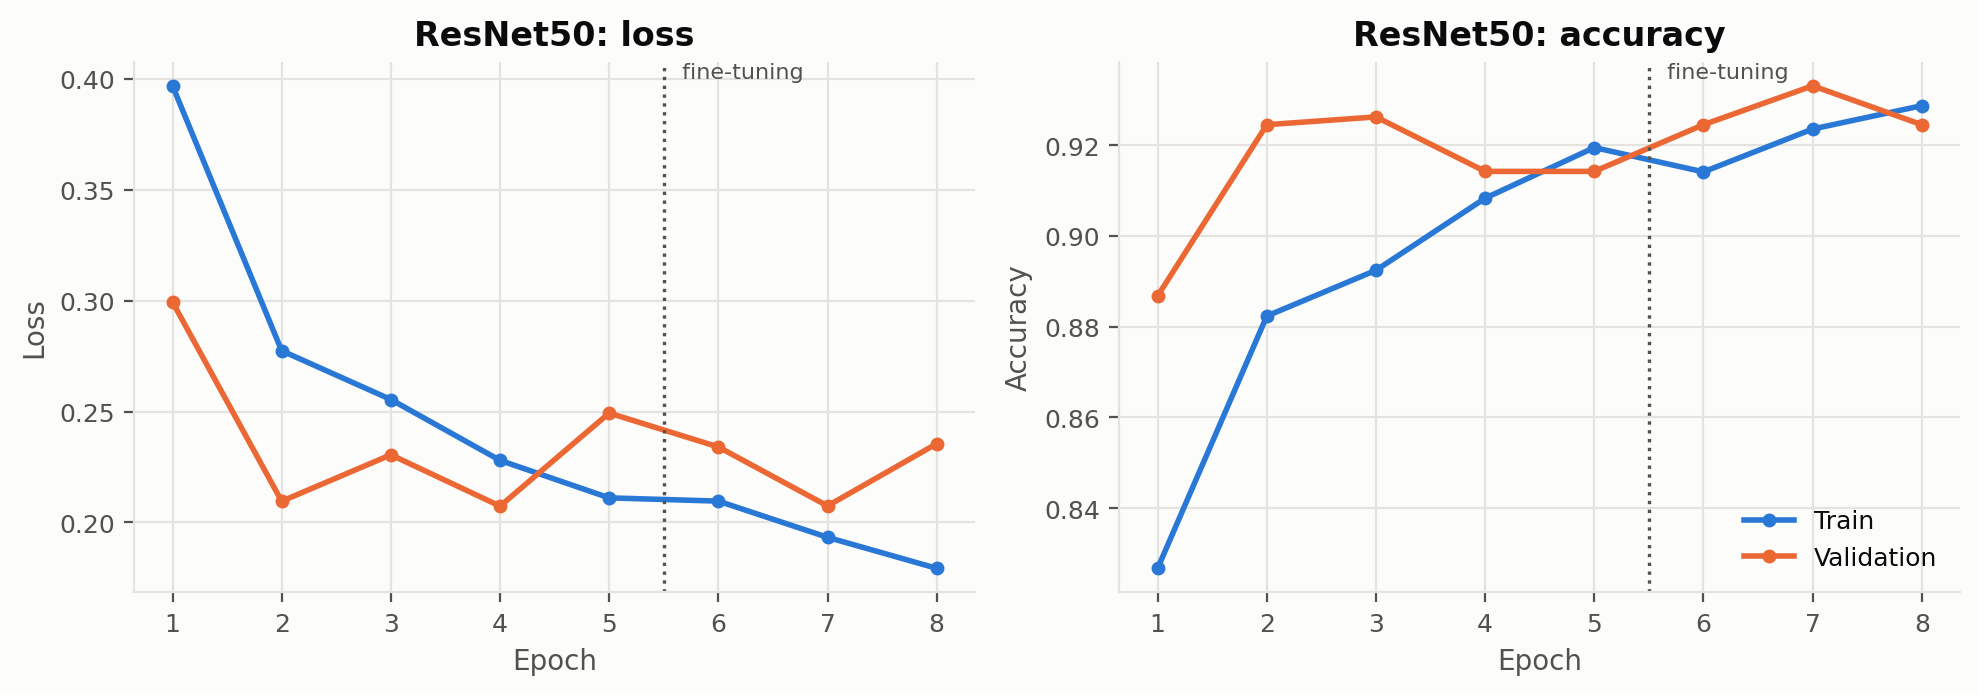 ResNet50: loss
fine-tuning
0.40
0.35
0.30
0.25
0.20
Loss
1 2 3 4 5 6 7 8
Epoch
ResNet50: accuracy
fine-tuning
0.92
0.90
0.88
0.86
0.84
Accuracy
Train
Validation
1 2 3 4 5 6 7 8
Epoch